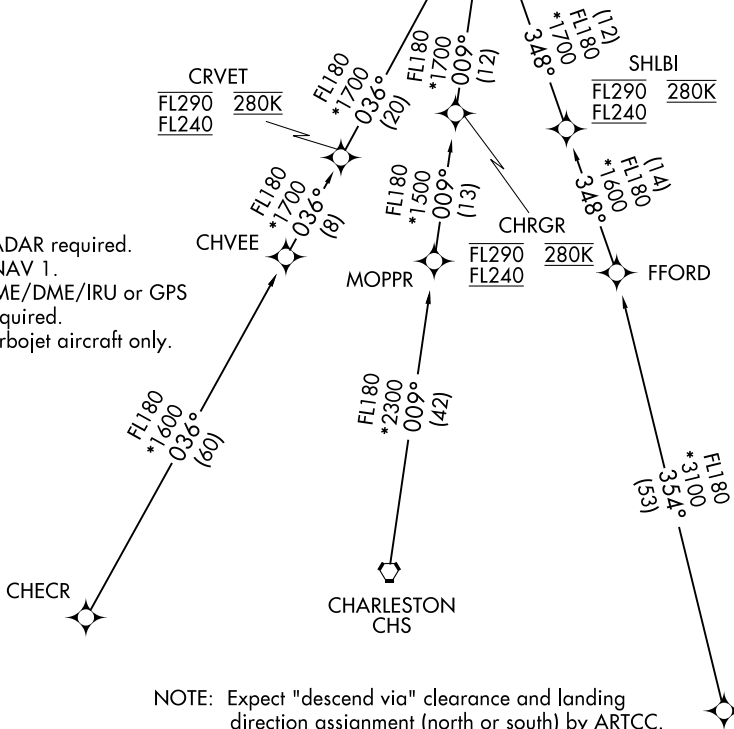 FL180
*1700
036°
(20)
FL180
*1700
009°
(12)
(12)
FL180
*1700
348°
CRVET
FL290 280K
FL240
SHLBI
FL290 280K
FL240
FL180
*1700
036°
(8)
FL180
*1500
009°
(13)
(14)
FL180
*1600
348°
CHVEE
MOPPR
CHRGR
FL290 280K
FL240
FFORD
ADAR required.
NAV 1.
ME/DME/IRU or GPS
quired.
rbojet aircraft only.
FL180
*1600
036°
(60)
FL180
*2300
009°
(42)
FL180
*3100
354°
(53)
CHECR
CHARLESTON
CHS
NOTE: Expect "descend via" clearance and landing
direction assignment (north or south) by ARTCC.